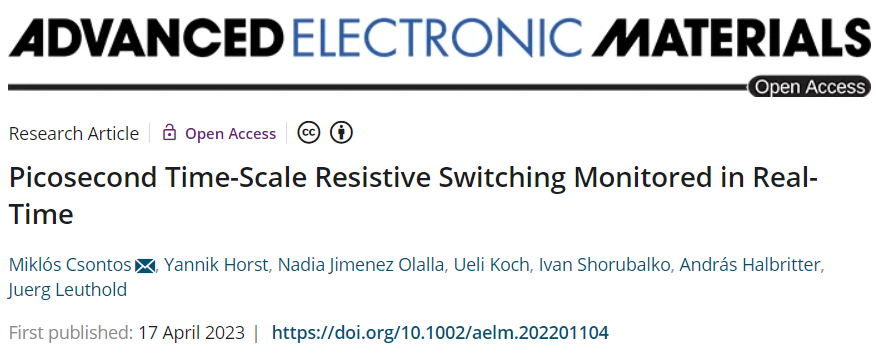 ADVANCED ELECTRONIC MATERIALS
Open Access
Research Article Open Access cc
Picosecond Time-Scale Resistive Switching Monitored in Real-
Time
Miklós Csontos, Yannik Horst, Nadia Jimenez Olalla, Ueli Koch, Ivan Shorubalko, András Halbritter,
Juerg Leuthold
First published: 17 April 2023 | https://doi.org/10.1002/aelm.202201104